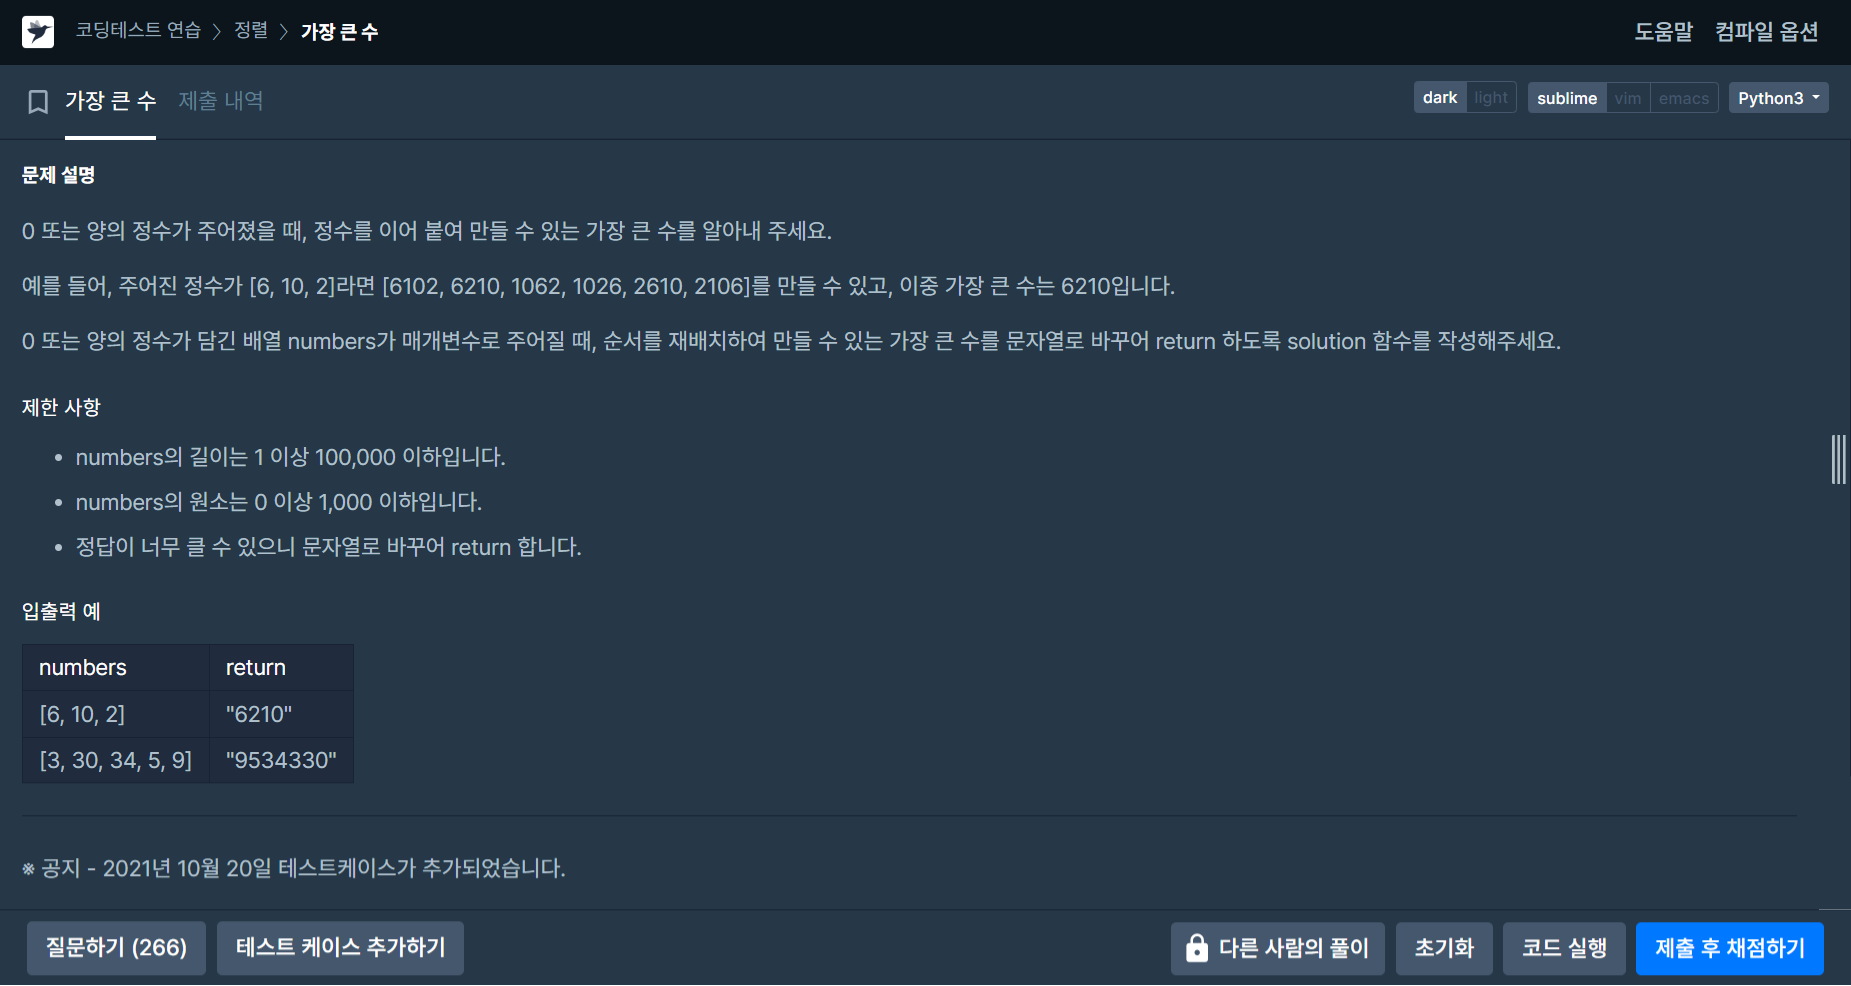 코딩테스트 연습 > 정렬 > 가장 큰 수
도움말 컴파일 옵션
가장 큰 수 제출 내역
dark light sublime vim emacs Python3
문제 설명
0 또는 양의 정수가 주어졌을 때, 정수를 이어 붙여 만들 수 있는 가장 큰 수를 알아내 주세요.
예를 들어, 주어진 정수가 [6, 10, 2]라면 [6102, 6210, 1062, 1026, 2610, 2106]를 만들 수 있고, 이중 가장 큰 수는 6210입니다.
0 또는 양의 정수가 담긴 배열 numbers가 매개변수로 주어질 때, 순서를 재배치하여 만들 수 있는 가장 큰 수를 문자열로 바꾸어 return 하도록 solution 함수를 작성해주세요.
제한 사항
• numbers의 길이는 1 이상 100,000 이하입니다.
• numbers의 원소는 0 이상 1,000 이하입니다.
• 정답이 너무 클 수 있으니 문자열로 바꾸어 return 합니다.
입출력 예
numbers return
[6, 10, 2] "6210"
[3, 30, 34, 5, 9] "9534330"
※ 공지 - 2021년 10월 20일 테스트케이스가 추가되었습니다.
질문하기 (266) 테스트 케이스 추가하기 다른 사람의 풀이 초기화 코드 실행 제출 후 채점하기